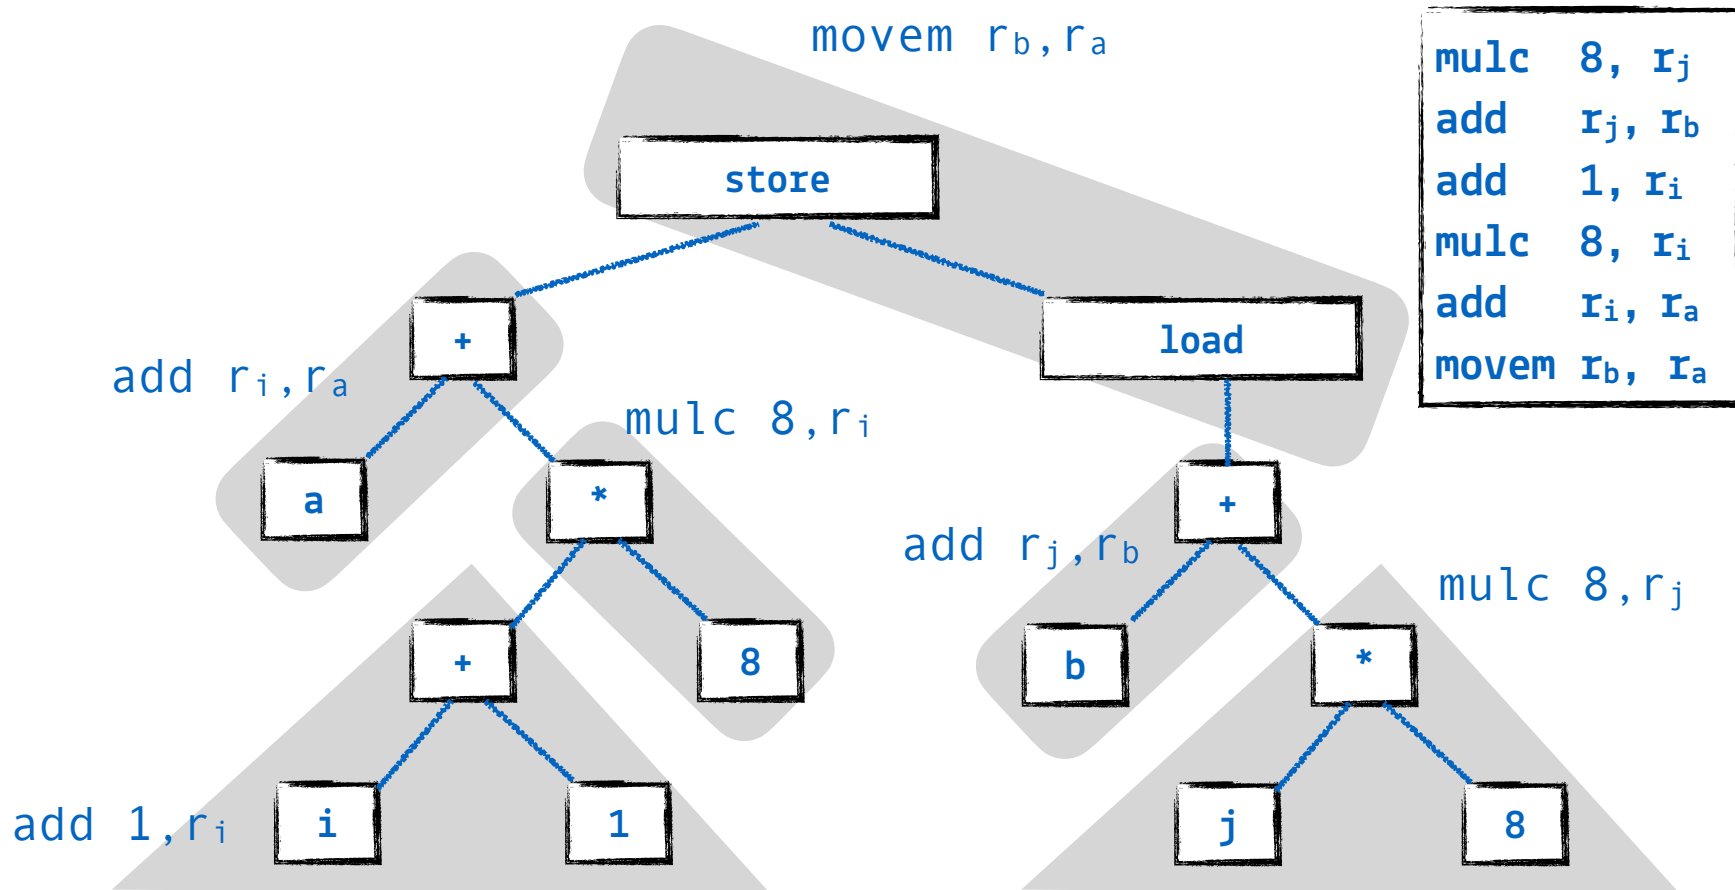 movem rb,ra
mulc 8, rj
add rj, rb
add 1, ri
mulc 8, ri
add ri, ra
movem rb, ra
store
+
load
add ri,ra
mulc 8,ri
a
*
+
add rj,rb
mulc 8,rj
+
8
b
*
add 1,ri
i
1
j
8